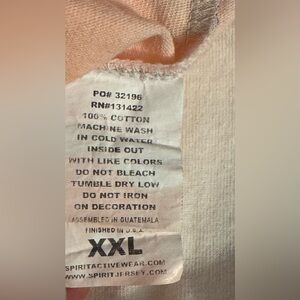 PO# 32196
RN#131422
100% COTTON
MACHINE WASH
IN COLD WATER
INSIDE OUT
WITH LIKE COLORS
DO NOT BLEACH
TUMBLE DRY LOW
DO NOT IRON
ON DECORATION
ASSEMBLED IN GUATEMALA
FINISHED IN U.S.A.
XXL
SPIRITACTIVEWEAR.COM
WWW.SPIRITJERSEY.COM